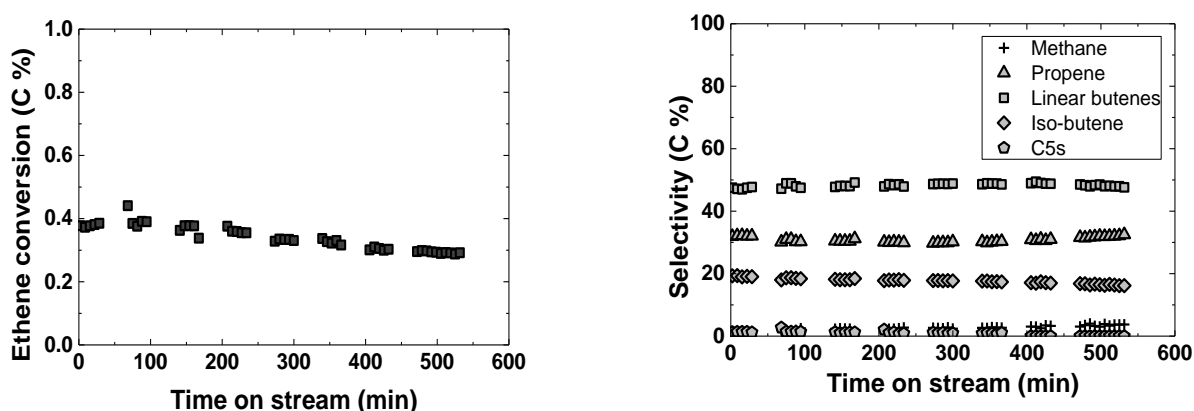 1.0
0.8
0.6
0.4
0.2
0.0
0 100 200 300 400 500 600
Ethene conversion (C %)
Time on stream (min)
100
80
60
40
20
0
0 100 200 300 400 500 600
Selectivity (C %)
Time on stream (min)
Methane
Propene
Linear butenes
Iso-butene
C5s